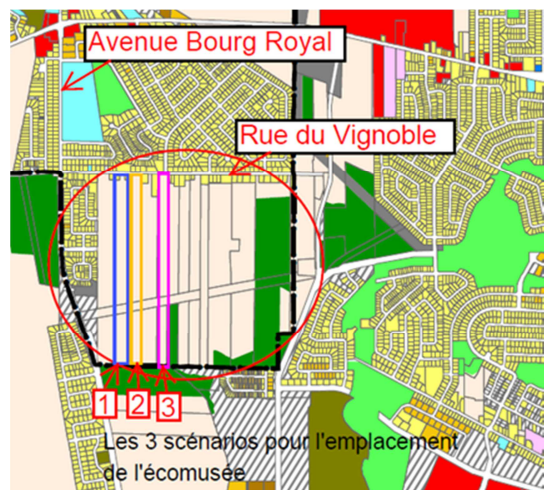 Avenue Bourg Royal
Rue du Vignoble
1 2 3
Les 3 scénarios pour l'emplacement
de l'écomusée